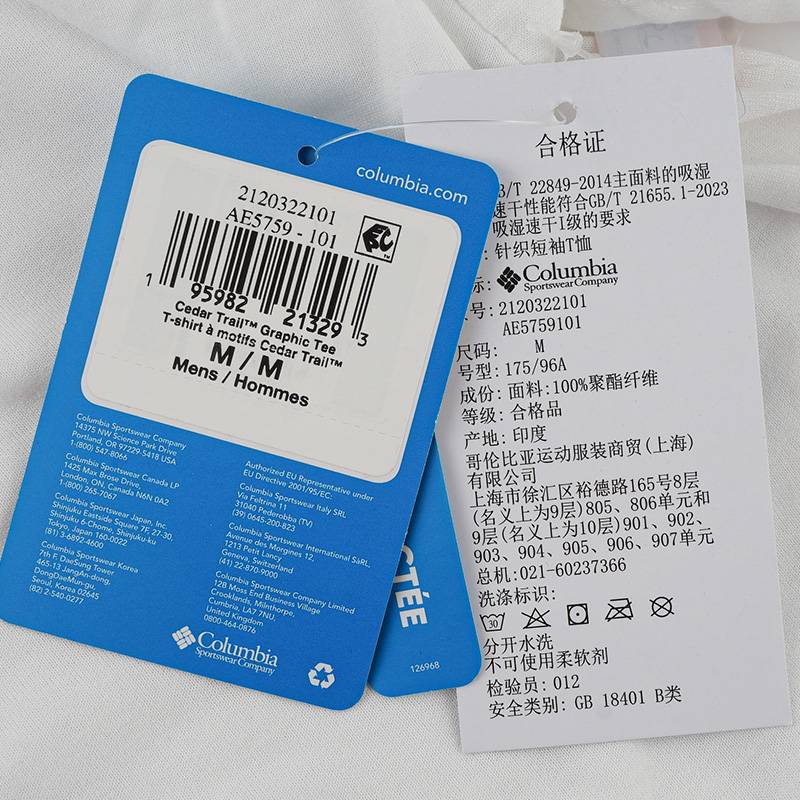 columbia.com
2120322101
AE5759 - 101
1 95982 21329 3
Cedar Trail™ Graphic Tee
T-shirt à motifs Cedar Trail™
M / M
Mens / Hommes
Columbia Sportswear Company
14375 NW Science Park Drive
Portland, OR 97229-5418 USA
1-(800) 547-8066
Columbia Sportswear Canada LP
1425 Max Brose Drive,
London, ON, Canada N6N 0A2
1-(800) 265-7067
Columbia Sportswear Japan, Inc.
Shinjuku Eastside Square 7F, 27-30,
Shinjuku 6-Chome, Shinjuku-ku
Tokyo, Japan 160-0022
(81) 3-6892-4600
Columbia Sportswear Korea
7th F. DaeSung Tower
465-13 JangAn-dong,
DongDaeMun-gu,
Seoul, Korea 02645
(82) 2-540-0277
Authorized EU Representative under
EU Directive 2001/95/EC:
Columbia Sportswear Italy SRL
Via Feltrina 11
31040 Pederobba (TV)
(39) 0645-200-823
Columbia Sportswear International SàRL,
Avenue des Morgines 12,
1213 Petit Lancy
Geneva, Switzerland
(41) 22-870-9000
Columbia Sportswear Company Limited
12B Moss End Business Village
Crooklands, Milnthorpe,
Cumbria, LA7 7NU,
United Kingdom
0800-464-0876
Columbia
Sportswear Company
CTÉE
126968
合格证
B/T 22849-2014主面料的吸湿
速干性能符合GB/T 21655.1-2023
吸湿速干I级的要求
: 针织短袖T恤
标: Columbia
Sportswear Company
号: 2120322101
AE5759101
尺码: M
号型: 175/96A
成份: 面料:100%聚酯纤维
等级: 合格品
产地: 印度
哥伦比亚运动服装商贸(上海)
有限公司
上海市徐汇区裕德路165号8层
(名义上为9层)805、806单元和
9层(名义上为10层)901、902、
903、904、905、906、907单元
总机:021-60237366
洗涤标识:
30
分开水洗
不可使用柔软剂
检验员: 012
安全类别: GB 18401 B类